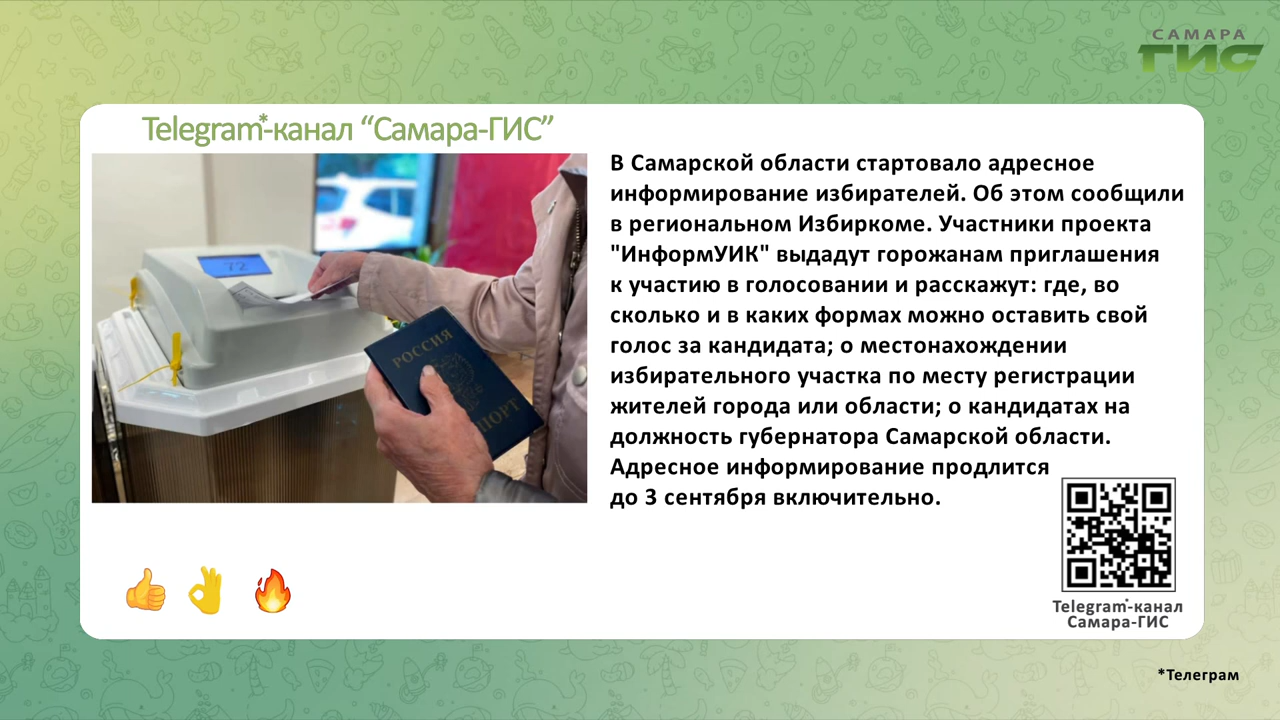 САМАРА
ГИС
Telegram*-канал “Самара-ГИС”
72
РОССИЯ
ПОРТ
В Самарской области стартовало адресное
информирование избирателей. Об этом сообщили
в региональном Избиркоме. Участники проекта
"ИнформУИК" выдадут горожанам приглашения
к участию в голосовании и расскажут: где, во
сколько и в каких формах можно оставить свой
голос за кандидата; о местонахождении
избирательного участка по месту регистрации
жителей города или области; о кандидатах на
должность губернатора Самарской области.
Адресное информирование продлится
до 3 сентября включительно.
Telegram*-канал
Самара-ГИС
*Телеграм